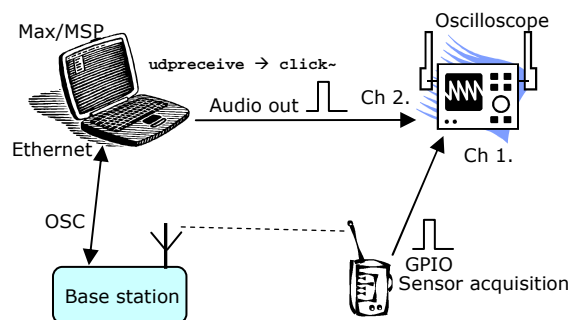 Max/MSP
Oscilloscope
udpreceive → click~
Audio out
Ch 2.
Ethernet
Ch 1.
OSC
GPIO
Sensor acquisition
Base station